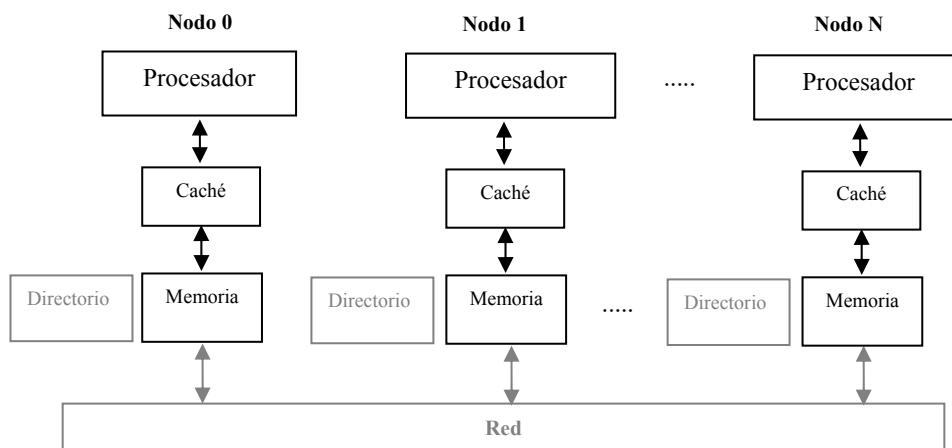 Nodo 0 Nodo 1 Nodo N
Procesador Procesador ..... Procesador
Caché Caché Caché
Directorio Memoria Directorio Memoria ..... Directorio Memoria
Red